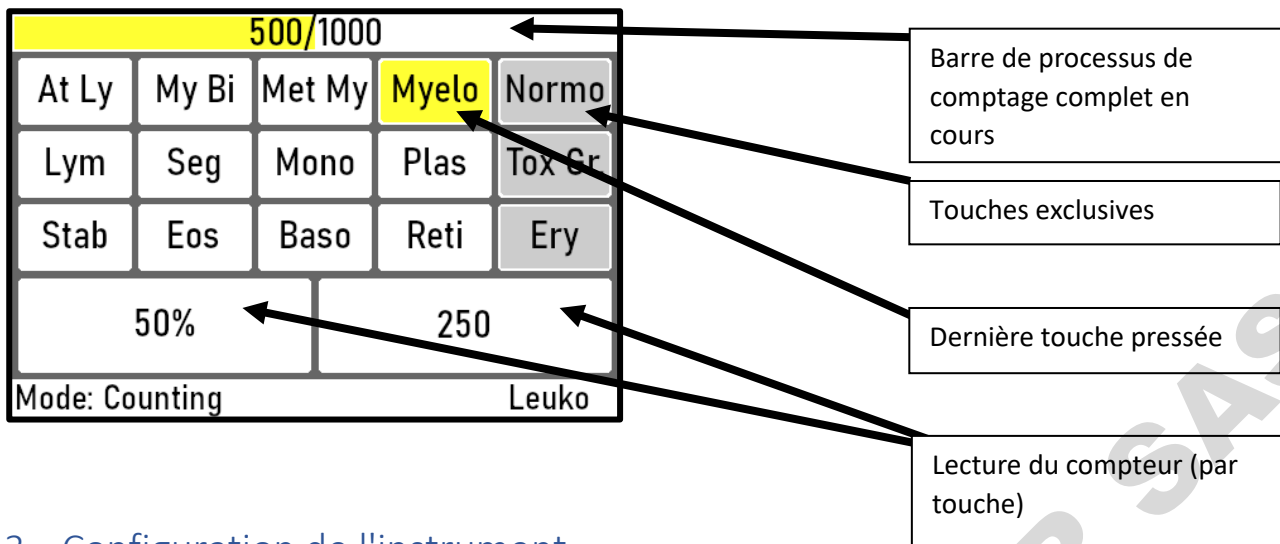 500/1000
At Ly My Bi Met My Myelo Normo
Lym Seg Mono Plas Tox Gr.
Stab Eos Baso Reti Ery
50% 250
Mode: Counting Leuko
Barre de processus de
comptage complet en
cours
Touches exclusives
Dernière touche pressée
Lecture du compteur (par
touche)
Configuration de l'instrument
SAS